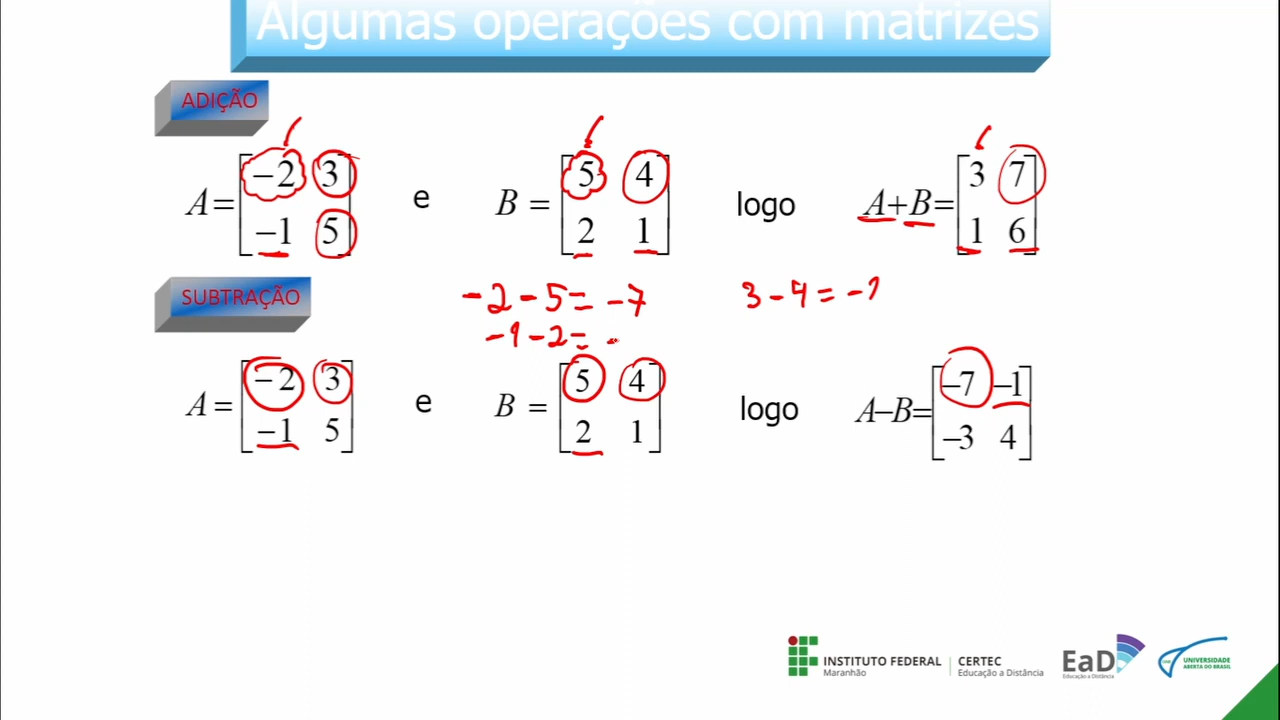 Algumas operações com matrizes
ADIÇÃO
A= [−2 3 −1 5] e B = [5 4 2 1] logo A+B= [3 7 1 6]
SUBTRAÇÃO
-2-5=-7 3-4=-1
-1-2=
A= [−2 3 −1 5] e B = [5 4 2 1] logo A−B= [−7 −1 −3 4]
INSTITUTO FEDERAL
Maranhão
CERTEC
Educação a Distância
EaD
Educação a Distância
UNIVERSIDADE
ABERTA DO BRASIL